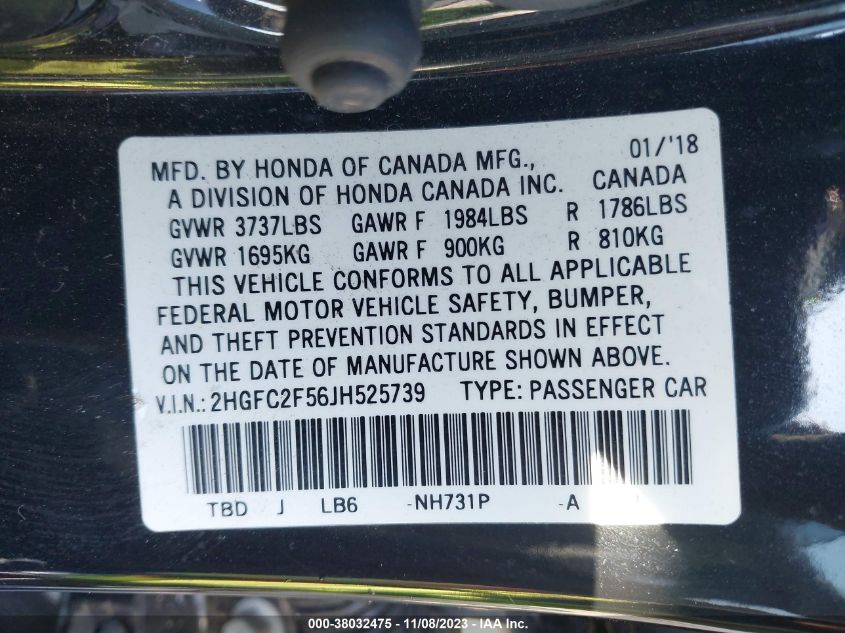 MFD. BY HONDA OF CANADA MFG., 01/'18
A DIVISION OF HONDA CANADA INC. CANADA
GVWR 3737LBS GAWR F 1984LBS R 1786LBS
GVWR 1695KG GAWR F 900KG R 810KG
THIS VEHICLE CONFORMS TO ALL APPLICABLE
FEDERAL MOTOR VEHICLE SAFETY, BUMPER,
AND THEFT PREVENTION STANDARDS IN EFFECT
ON THE DATE OF MANUFACTURE SHOWN ABOVE.
V.I.N.: 2HGFC2F56JH525739 TYPE: PASSENGER CAR
TBD J LB6 -NH731P -A
000-38032475 - 11/08/2023 - IAA Inc.